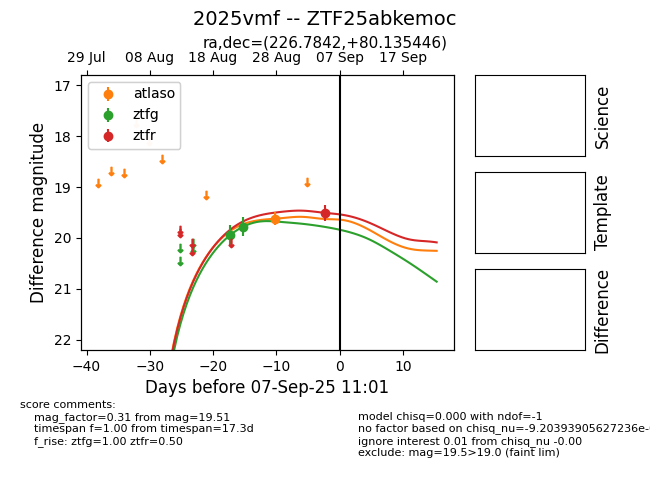 2025vmf -- ZTF25abkemoc
ra,dec=(226.7842,+80.135446)
29 Jul 08 Aug 18 Aug 28 Aug 07 Sep 17 Sep
17
18
19
20
21
22
Difference magnitude
atlaso
ztfg
ztfr
−40 −30 −20 −10 0 10
Days before 07-Sep-25 11:01
Science
Template
Difference
score comments:
mag_factor=0.31 from mag=19.51
timespan f=1.00 from timespan=17.3d
f_rise: ztfg=1.00 ztfr=0.50
model chisq=0.000 with ndof=-1
no factor based on chisq_nu=-9.20393905627236e-
ignore interest 0.01 from chisq_nu -0.00
exclude: mag=19.5>19.0 (faint lim)